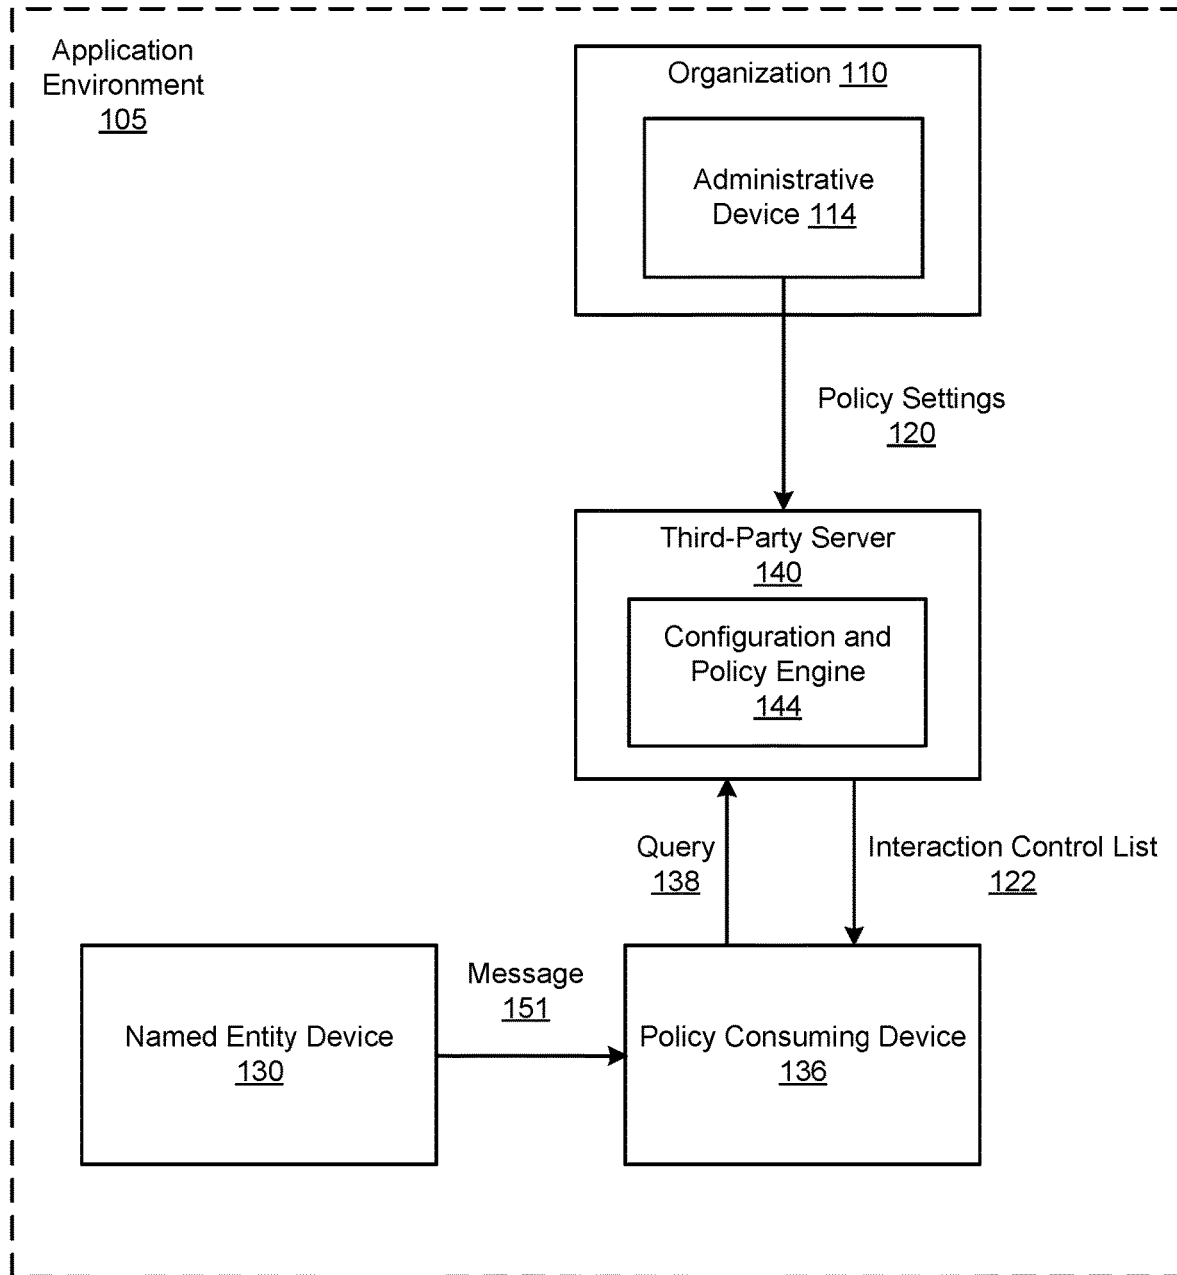 Application
Environment
105
Organization 110
Administrative
Device 114
Policy Settings
120
Third-Party Server
140
Configuration and
Policy Engine
144
Query
138
Interaction Control List
122
Message
151
Named Entity Device
130
Policy Consuming Device
136